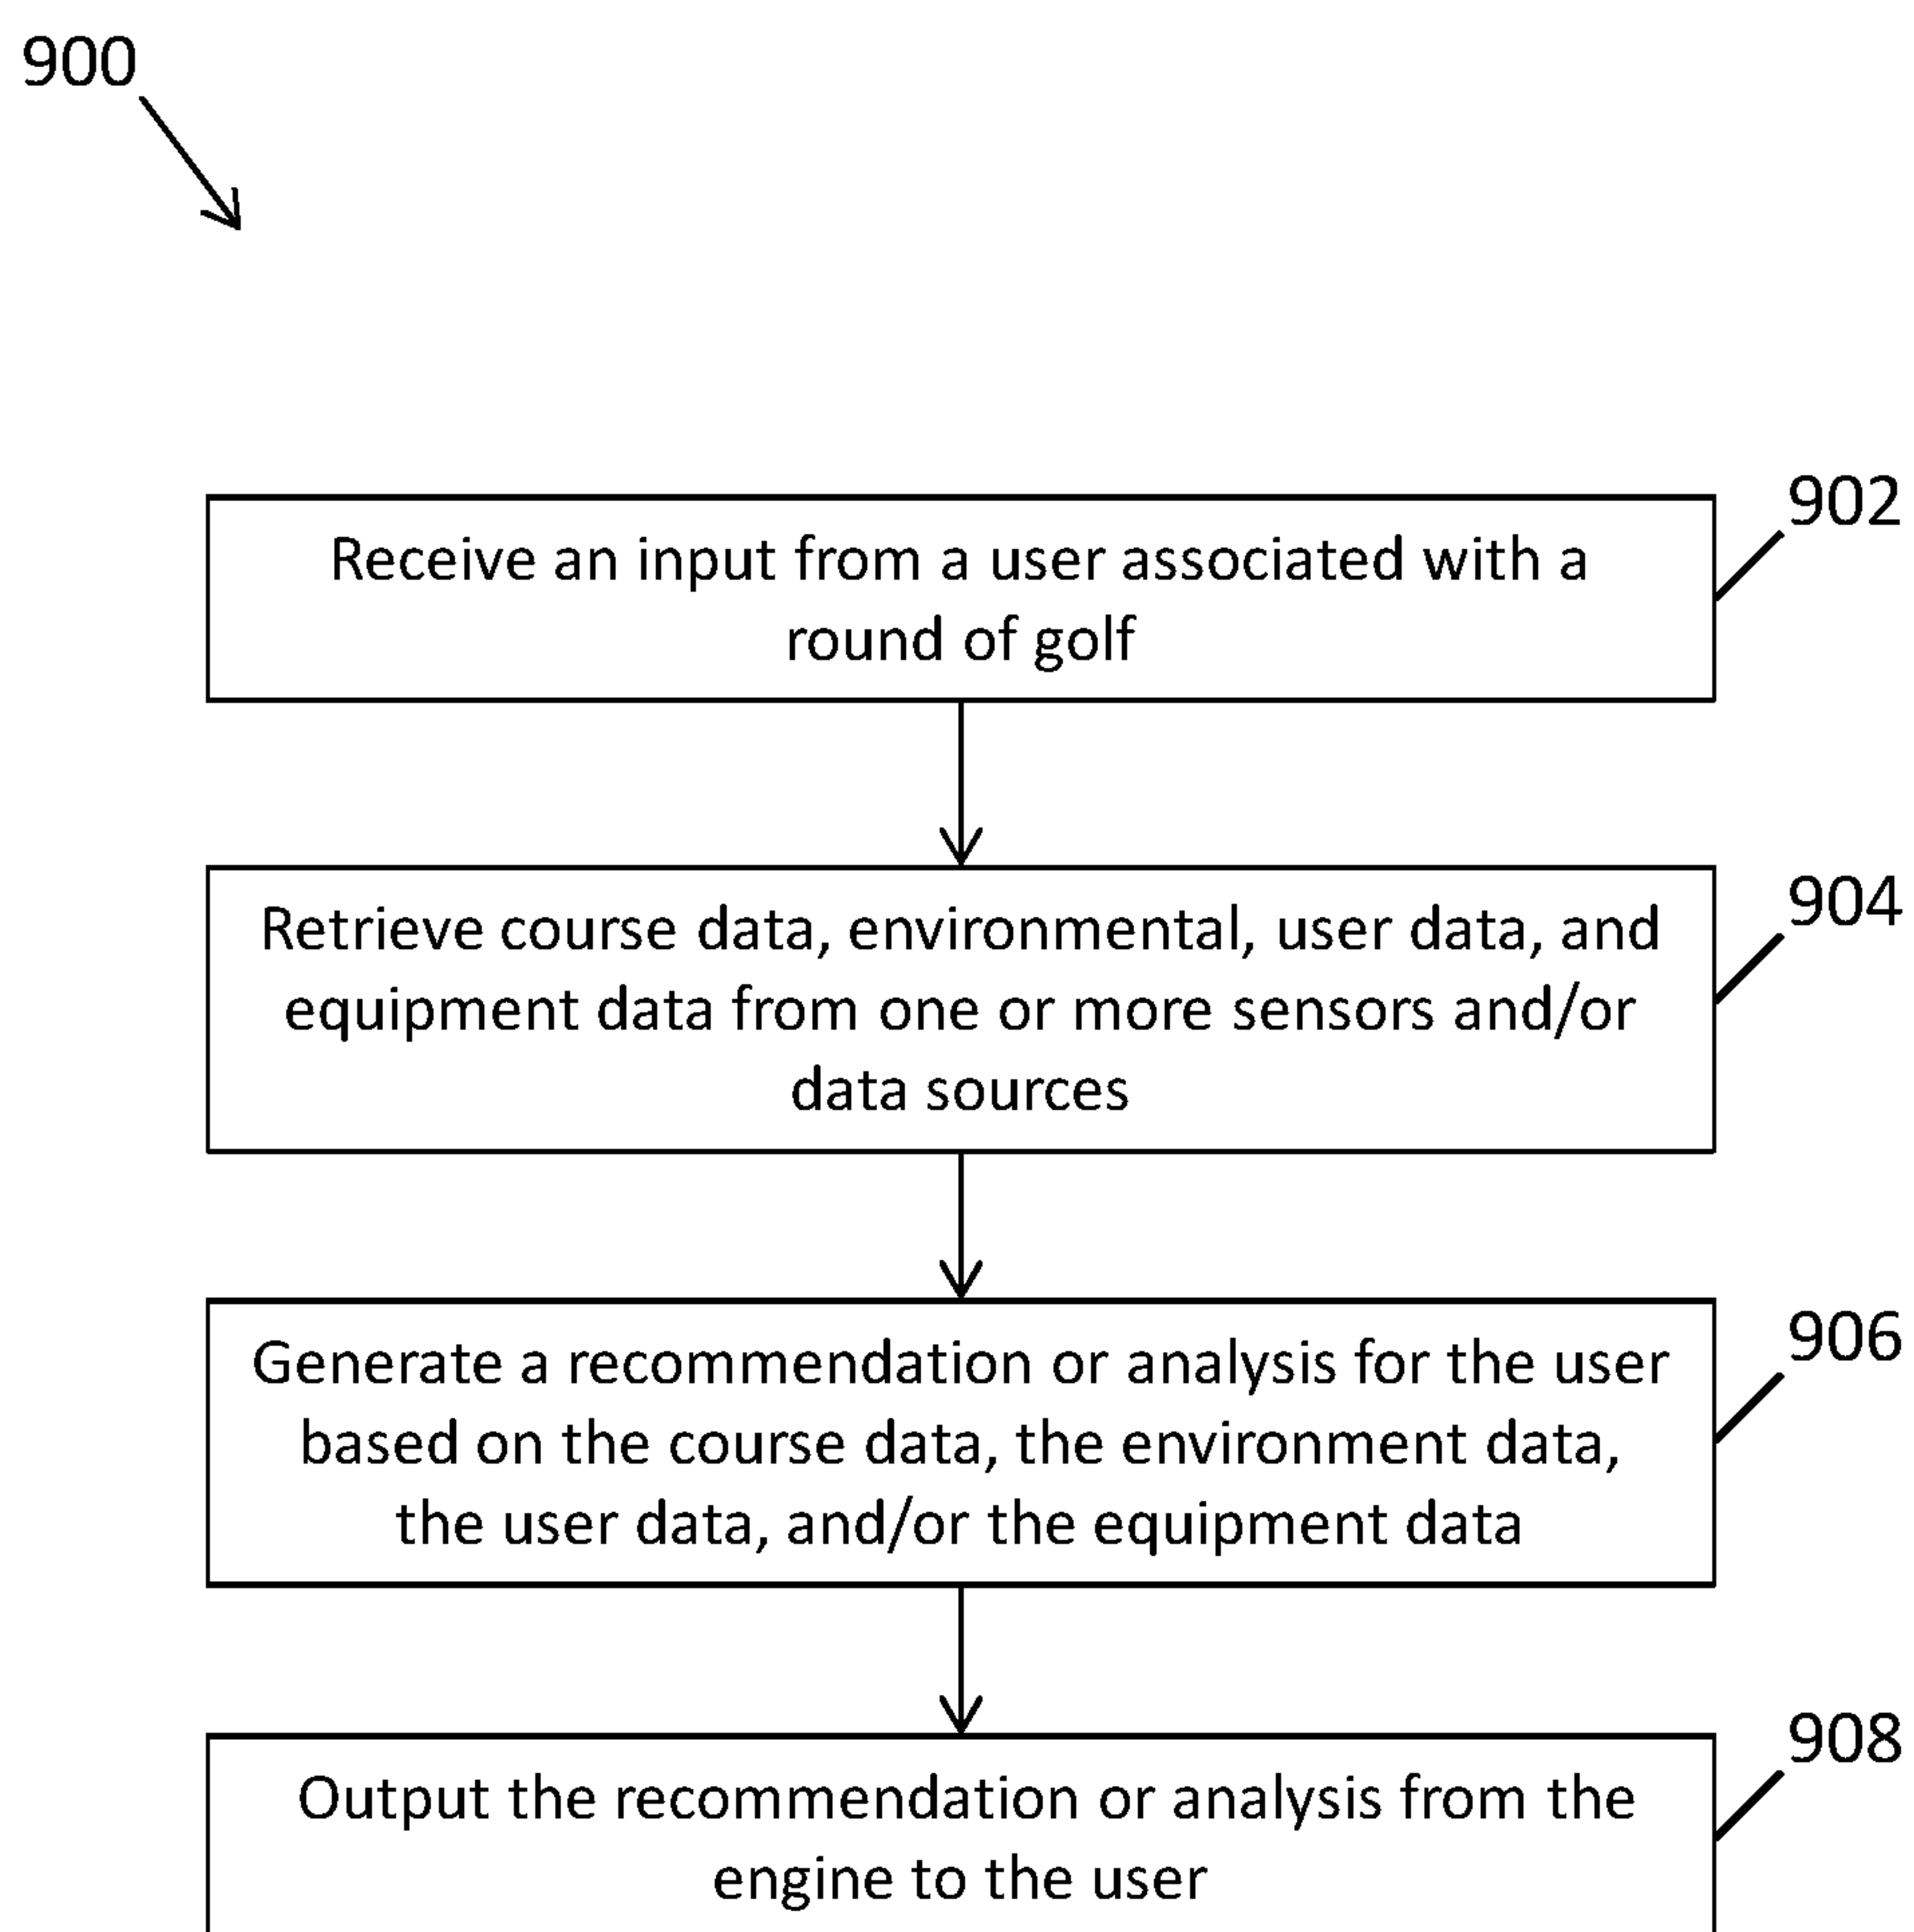 900
902
Receive an input from a user associated with a
round of golf
904
Retrieve course data, environmental, user data, and
equipment data from one or more sensors and/or
data sources
906
Generate a recommendation or analysis for the user
based on the course data, the environment data,
the user data, and/or the equipment data
908
Output the recommendation or analysis from the
engine to the user